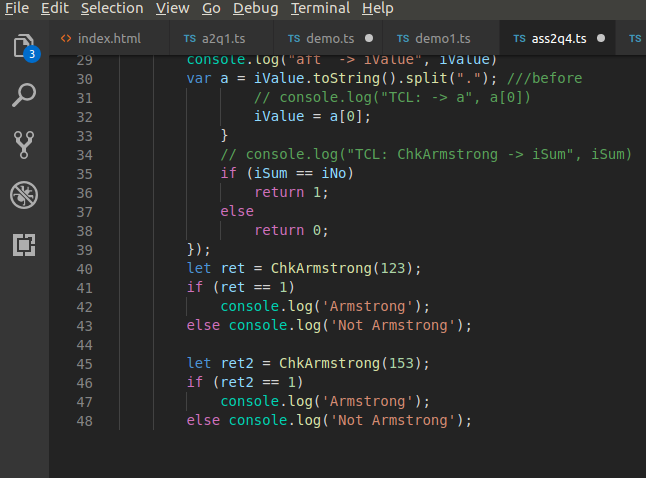 File Edit Selection View Go Debug Terminal Help
<> index.html TS a2q1.ts TS demo.ts TS demo1.ts TS ass2q4.ts TS
3
29 console.log("aft -> iValue", iValue)
30 var a = iValue.toString().split("."); ///before
31 // console.log("TCL: -> a", a[0])
32 iValue = a[0];
33 }
34 // console.log("TCL: ChkArmstrong -> iSum", iSum)
35 if (iSum == iNo)
36 return 1;
37 else
38 return 0;
39 });
40 let ret = ChkArmstrong(123);
41 if (ret == 1)
42 console.log('Armstrong');
43 else console.log('Not Armstrong');
44
45 let ret2 = ChkArmstrong(153);
46 if (ret2 == 1)
47 console.log('Armstrong');
48 else console.log('Not Armstrong');